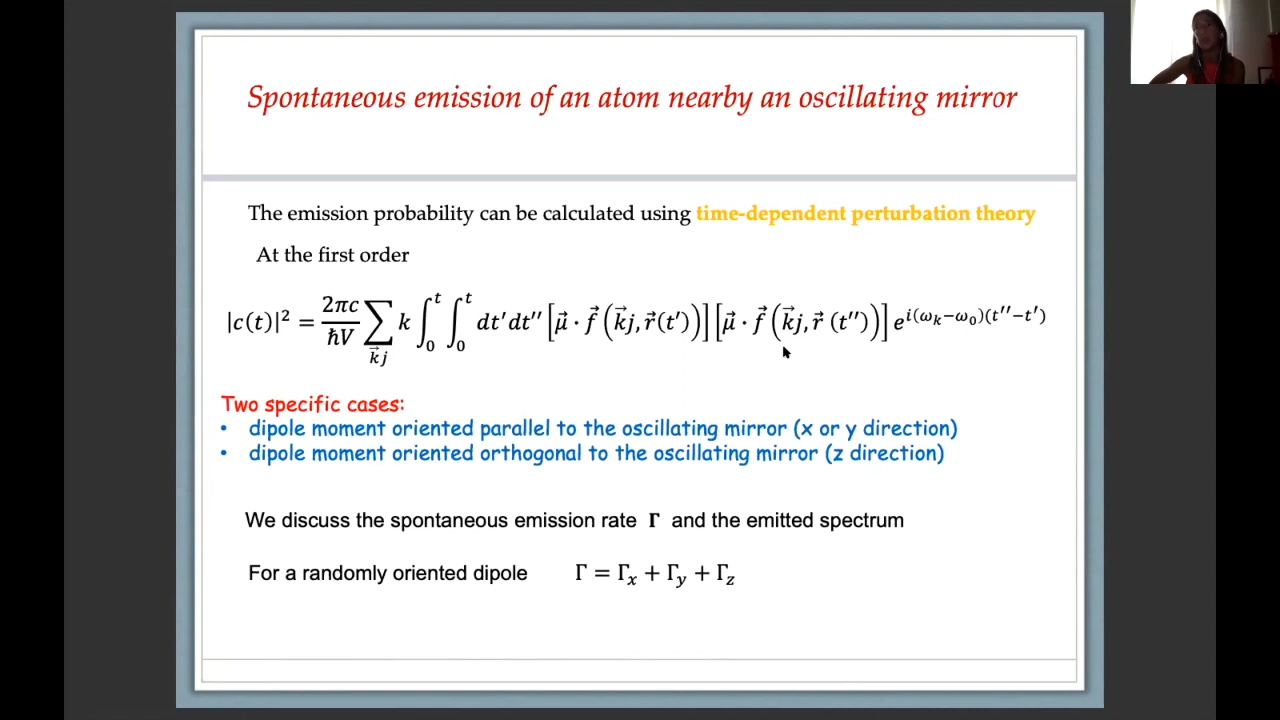 Spontaneous emission of an atom nearby an oscillating mirror
The emission probability can be calculated using time-dependent perturbation theory
At the first order
|c(t)|² = 2πc/ħV ∑_{k⃗j} k ∫₀ᵗ ∫₀ᵗ dt′dt″ [μ⃗ · f⃗ (k⃗j, r⃗(t′))] [μ⃗ · f⃗ (k⃗j, r⃗ (t″))] e^{i(ω_k−ω_0)(t″−t′)}
Two specific cases:
• dipole moment oriented parallel to the oscillating mirror (x or y direction)
• dipole moment oriented orthogonal to the oscillating mirror (z direction)
We discuss the spontaneous emission rate Γ and the emitted spectrum
For a randomly oriented dipole Γ = Γ_x + Γ_y + Γ_z